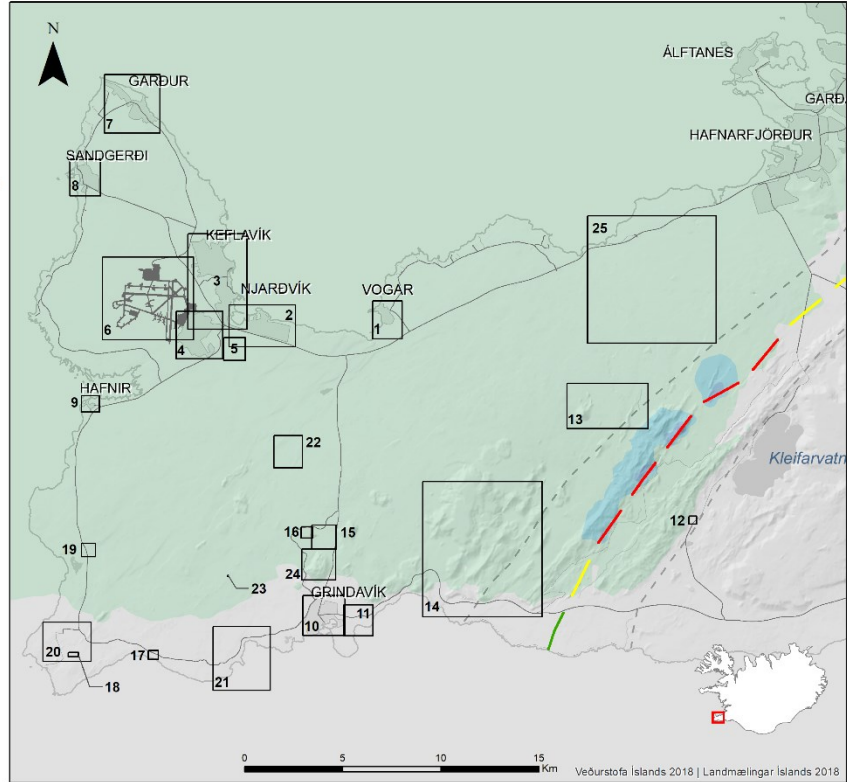 N
ÁLFTANES
GARÐUR
GARÐA
7
HAFNARFJÖRÐUR
SANDGERÐI
8
25
KEFLAVÍK
3
NJARÐVÍK
VOGAR
2
1
6
4
5
HAFNIR
9
13
22
Kleifarvatn
12
16
15
19
24
23
GRINDAVÍK
11
10
14
20
17
21
18
0 5 10 15
Km
Veðurstofa Íslands 2018 | Landmælingar Íslands 2018